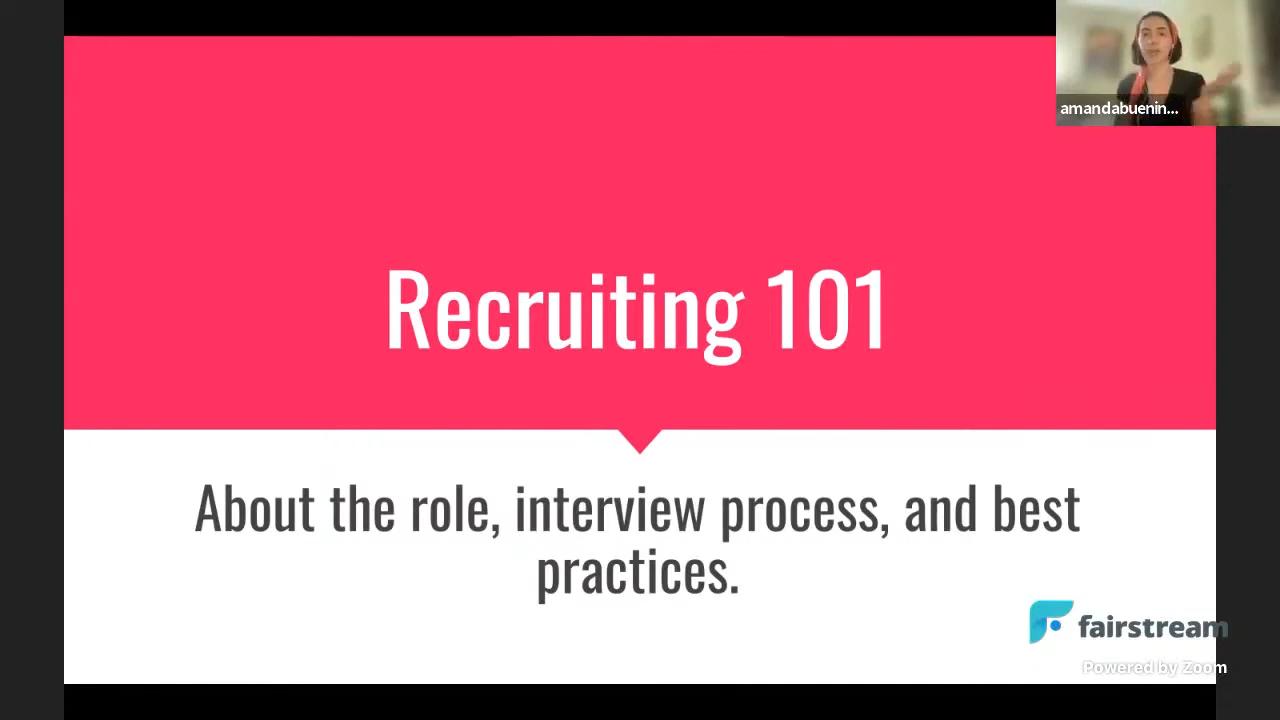 amandabuenin...
Recruiting 101
About the role, interview process, and best
practices.
fairstream
Powered by Zoom